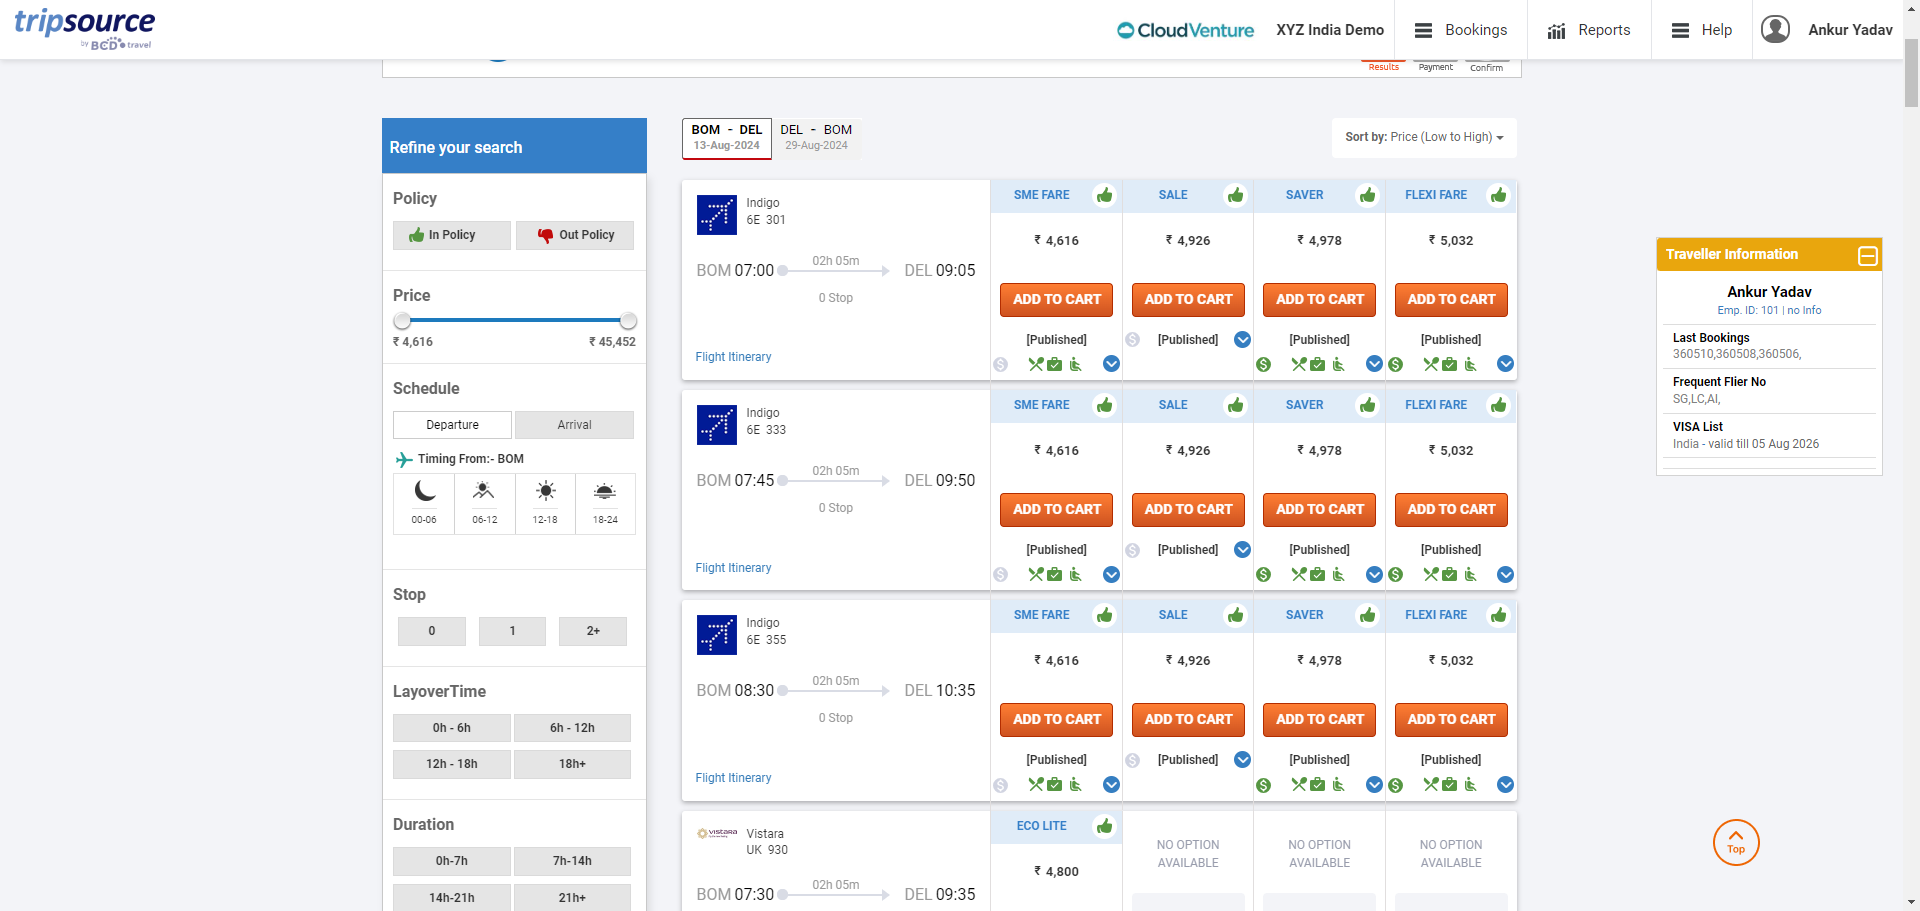 tripsource
by BCD travel
CloudVenture
XYZ India Demo
Bookings
Reports
Help
Ankur Yadav
Results
Payment
Confirm
Refine your search
Policy
In Policy
Out Policy
Price
₹ 4,616
₹ 45,452
Schedule
Departure
Arrival
Timing From:- BOM
00-06
06-12
12-18
18-24
Stop
0
1
2+
LayoverTime
0h - 6h
6h - 12h
12h - 18h
18h+
Duration
0h-7h
7h-14h
14h-21h
21h+
BOM - DEL
13-Aug-2024
DEL - BOM
29-Aug-2024
Sort by: Price (Low to High)
Indigo
6E 301
BOM 07:00
02h 05m
DEL 09:05
0 Stop
Flight Itinerary
SME FARE
₹ 4,616
ADD TO CART
[Published]
SALE
₹ 4,926
ADD TO CART
[Published]
SAVER
₹ 4,978
ADD TO CART
[Published]
FLEXI FARE
₹ 5,032
ADD TO CART
[Published]
Indigo
6E 333
BOM 07:45
02h 05m
DEL 09:50
0 Stop
Flight Itinerary
SME FARE
₹ 4,616
ADD TO CART
[Published]
SALE
₹ 4,926
ADD TO CART
[Published]
SAVER
₹ 4,978
ADD TO CART
[Published]
FLEXI FARE
₹ 5,032
ADD TO CART
[Published]
Indigo
6E 355
BOM 08:30
02h 05m
DEL 10:35
0 Stop
Flight Itinerary
SME FARE
₹ 4,616
ADD TO CART
[Published]
SALE
₹ 4,926
ADD TO CART
[Published]
SAVER
₹ 4,978
ADD TO CART
[Published]
FLEXI FARE
₹ 5,032
ADD TO CART
[Published]
VISTARA
Vistara
UK 930
BOM 07:30
02h 05m
DEL 09:35
ECO LITE
₹ 4,800
NO OPTION
AVAILABLE
NO OPTION
AVAILABLE
NO OPTION
AVAILABLE
Traveller Information
Ankur Yadav
Emp. ID: 101 | no Info
Last Bookings
360510,360508,360506,
Frequent Flier No
SG,LC,AI,
VISA List
India - valid till 05 Aug 2026
Top